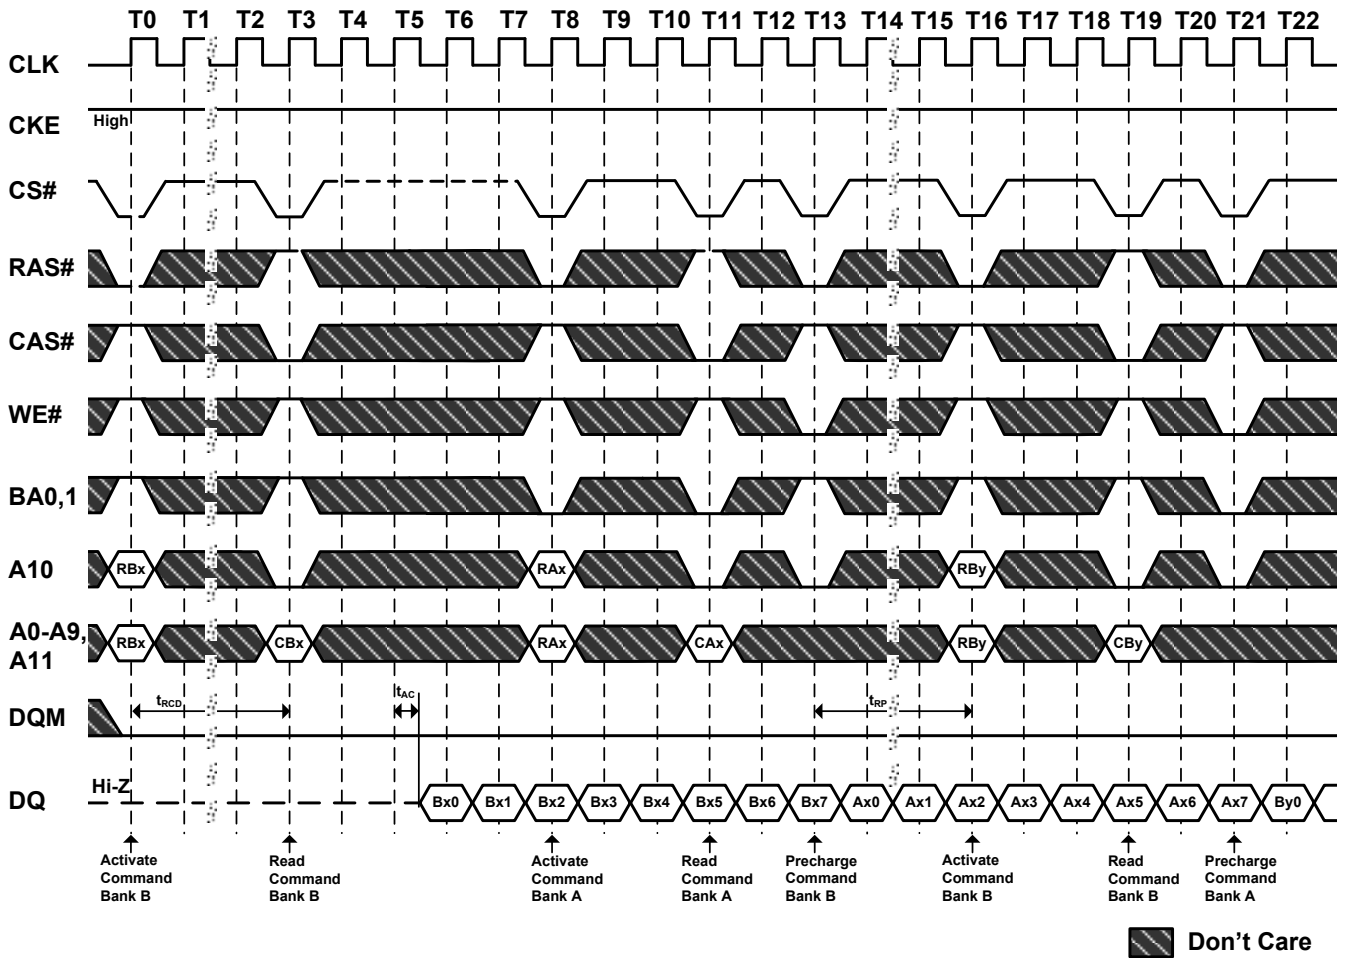 T0 T1 T2 T3 T4 T5 T6 T7 T8 T9 T10 T11 T12 T13 T14 T15 T16 T17 T18 T19 T20 T21 T22
CLK
CKE High
CS#
RAS#
CAS#
WE#
BA0,1
A10 RBx RAx RBy
A0-A9,
A11
RBx CBx RAx CAx RBy CBy
DQM tRCD tAC tRP
DQ Hi-Z Bx0 Bx1 Bx2 Bx3 Bx4 Bx5 Bx6 Bx7 Ax0 Ax1 Ax2 Ax3 Ax4 Ax5 Ax6 Ax7 By0
Activate
Command
Bank B
Read
Command
Bank B
Activate
Command
Bank A
Read
Command
Bank A
Precharge
Command
Bank B
Activate
Command
Bank B
Read
Command
Bank B
Precharge
Command
Bank A
Don't Care